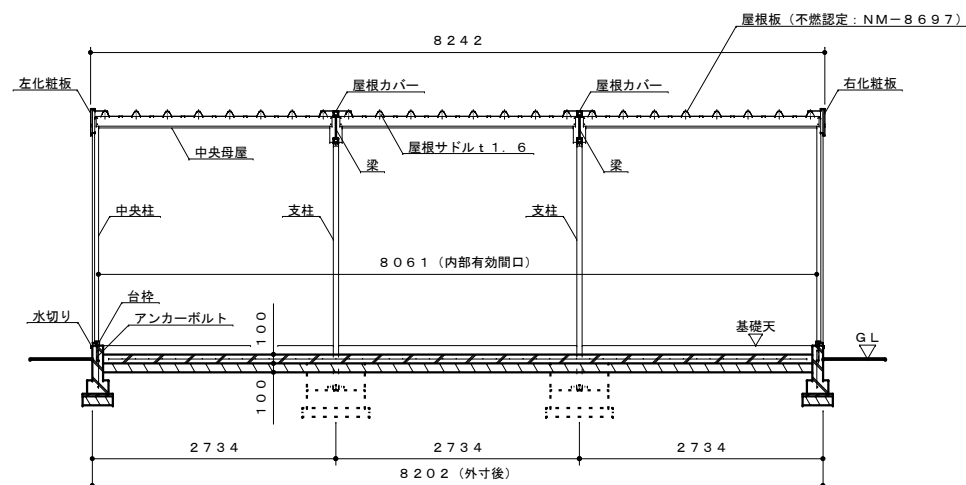 屋根板（不燃認定：ＮＭ－８６９７）
８２４２
左化粧板
屋根カバー
屋根カバー
右化粧板
中央母屋
屋根サドルｔ１．６
梁
梁
中央柱
支柱
支柱
８０６１（内部有効間口）
台枠
水切り
アンカーボルト
１００
基礎天
ＧＬ
１００
２７３４
２７３４
２７３４
８２０２（外寸後）